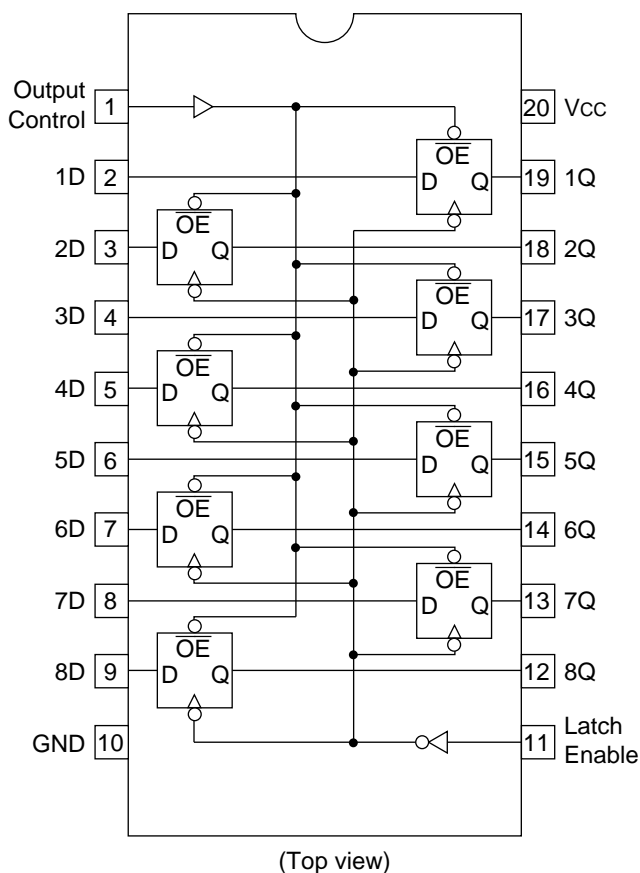 Output
Control
1
20 VCC
OE
D Q
1D 2
19 1Q
OE
D Q
2D 3
18 2Q
OE
D Q
3D 4
17 3Q
OE
D Q
4D 5
16 4Q
OE
D Q
5D 6
15 5Q
OE
D Q
6D 7
14 6Q
OE
D Q
7D 8
13 7Q
OE
D Q
8D 9
12 8Q
GND 10
11
Latch
Enable
(Top view)